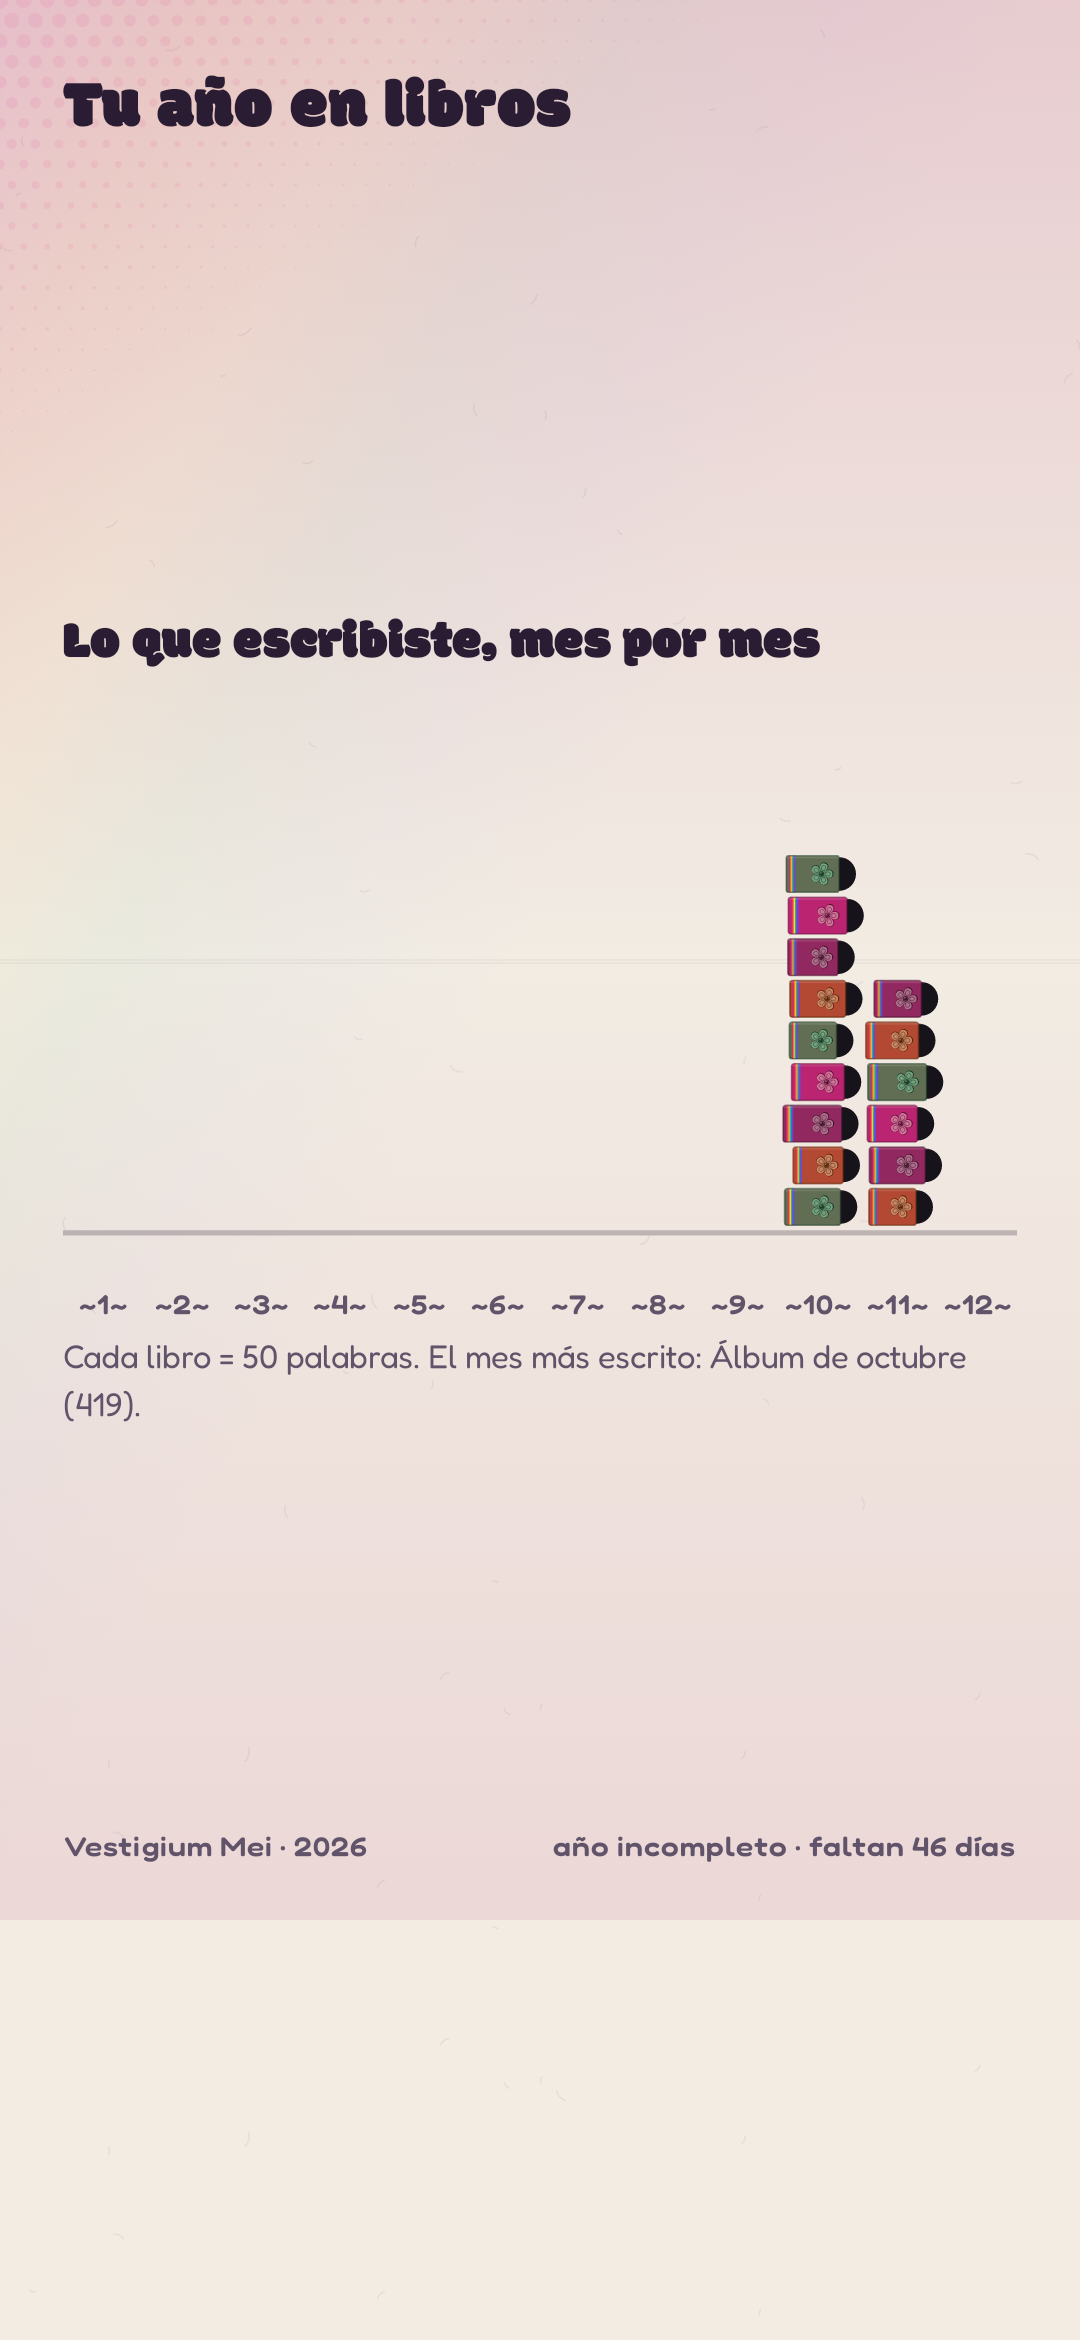 Tu año en libros
Lo que escribiste, mes por mes
~1~ ~2~ ~3~ ~4~ ~5~ ~6~ ~7~ ~8~ ~9~ ~10~ ~11~ ~12~
Cada libro = 50 palabras. El mes más escrito: Álbum de octubre
(419).
Vestigium Mei · 2026 año incompleto · faltan 46 días